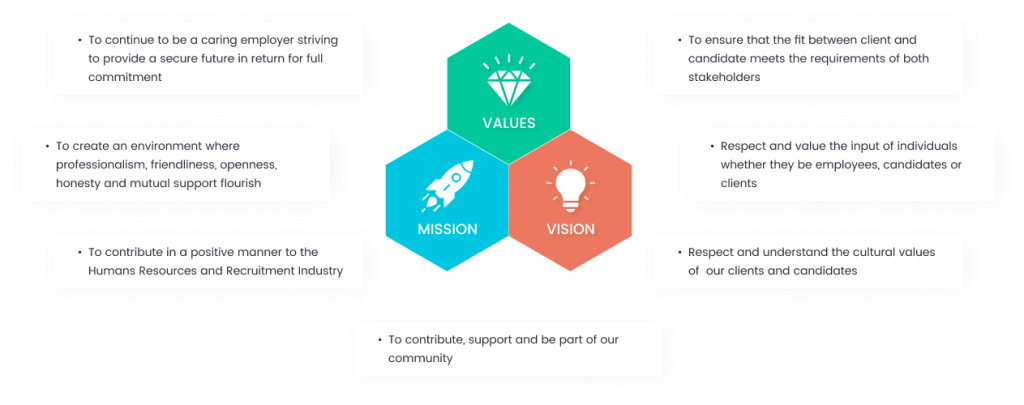 • To continue to be a caring employer striving
to provide a secure future in return for full
commitment
• To create an environment where
professionalism, friendliness, openness,
honesty and mutual support flourish
• To contribute in a positive manner to the
Humans Resources and Recruitment Industry
VALUES
MISSION
VISION
• To ensure that the fit between client and
candidate meets the requirements of both
stakeholders
• Respect and value the input of individuals
whether they be employees, candidates or
clients
• Respect and understand the cultural values
of our clients and candidates
• To contribute, support and be part of our
community